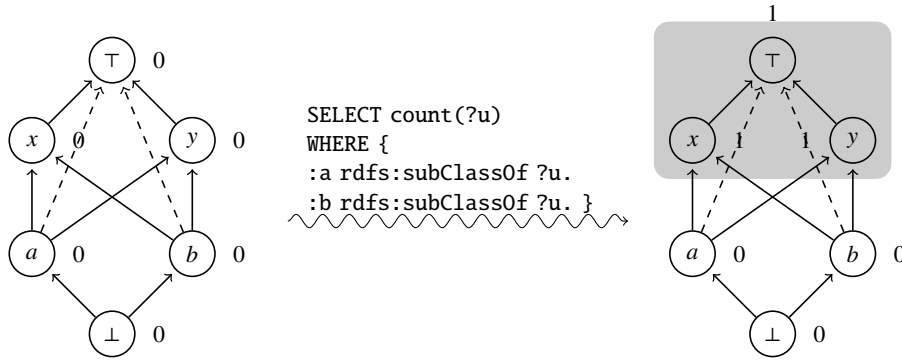 1
⊤ 0
⊤
SELECT count(?u)
WHERE {
:a rdfs:subClassOf ?u.
:b rdfs:subClassOf ?u. }
x 0 y 0
x 1 1 y
a 0 b 0
a 0 b 0
⊥ 0
⊥ 0